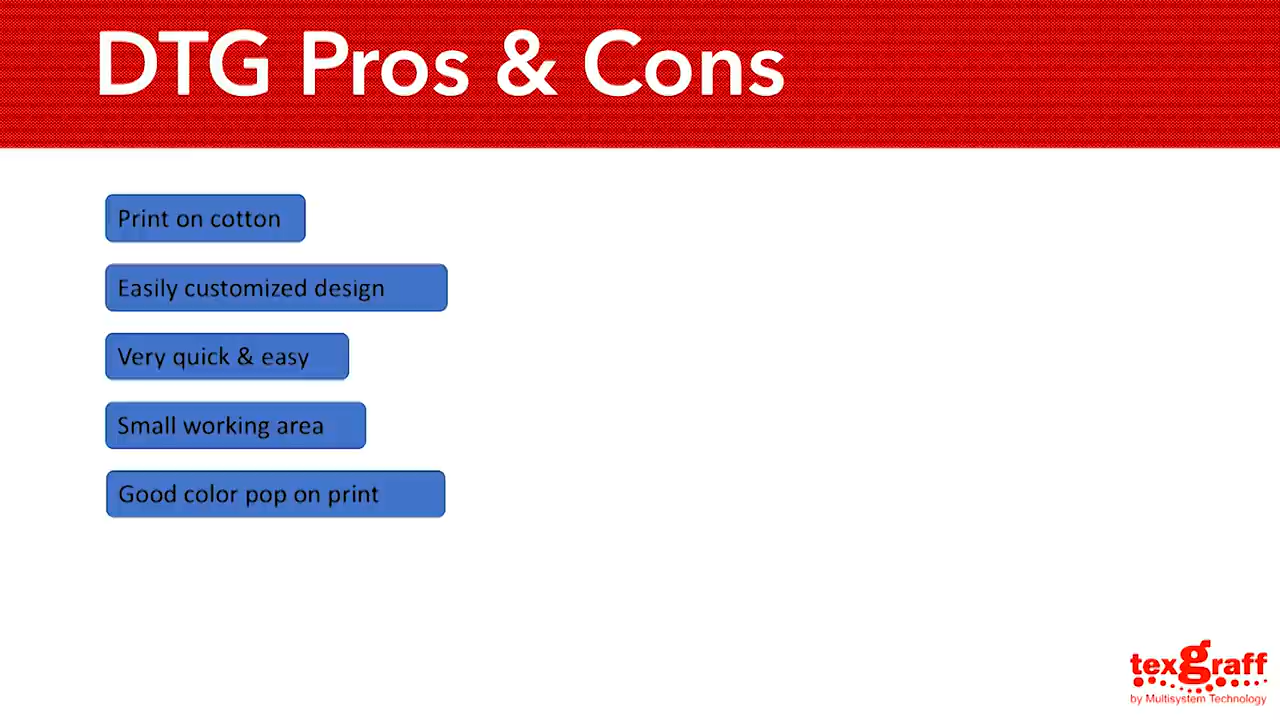 DTG Pros & Cons
Print on cotton
Easily customized design
Very quick & easy
Small working area
Good color pop on print
texgraff
by Multisystem Technology